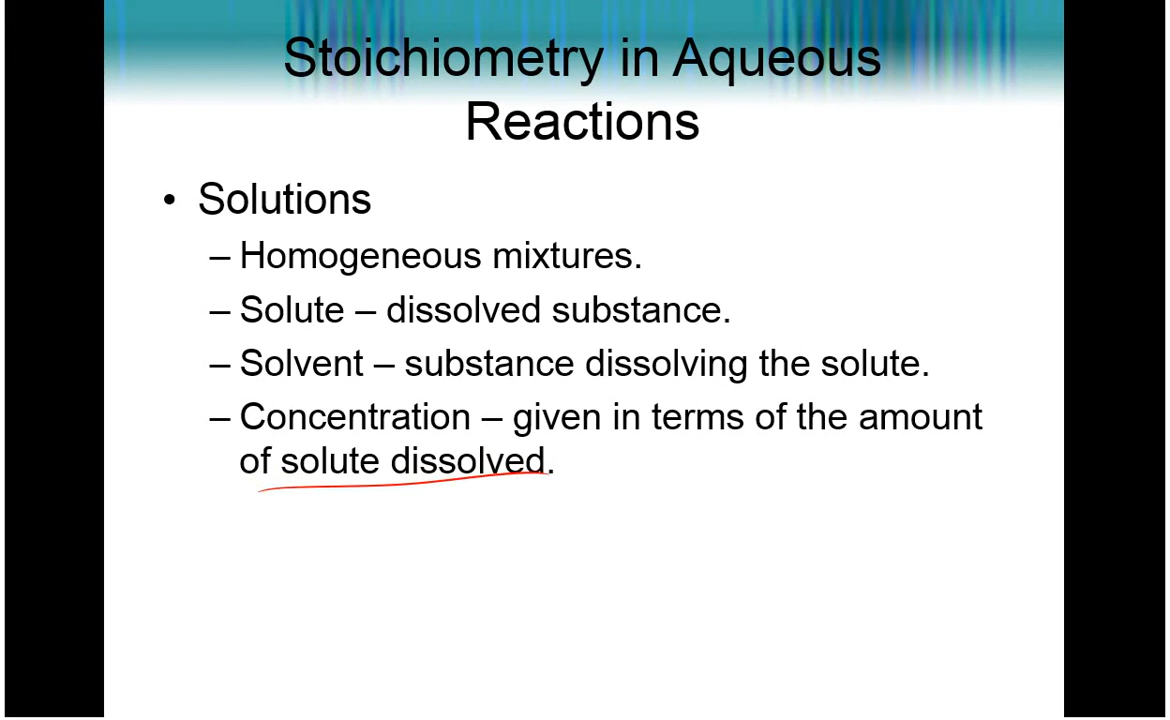 Stoichiometry in Aqueous
Reactions
• Solutions
– Homogeneous mixtures.
– Solute – dissolved substance.
– Solvent – substance dissolving the solute.
– Concentration – given in terms of the amount
of solute dissolved.